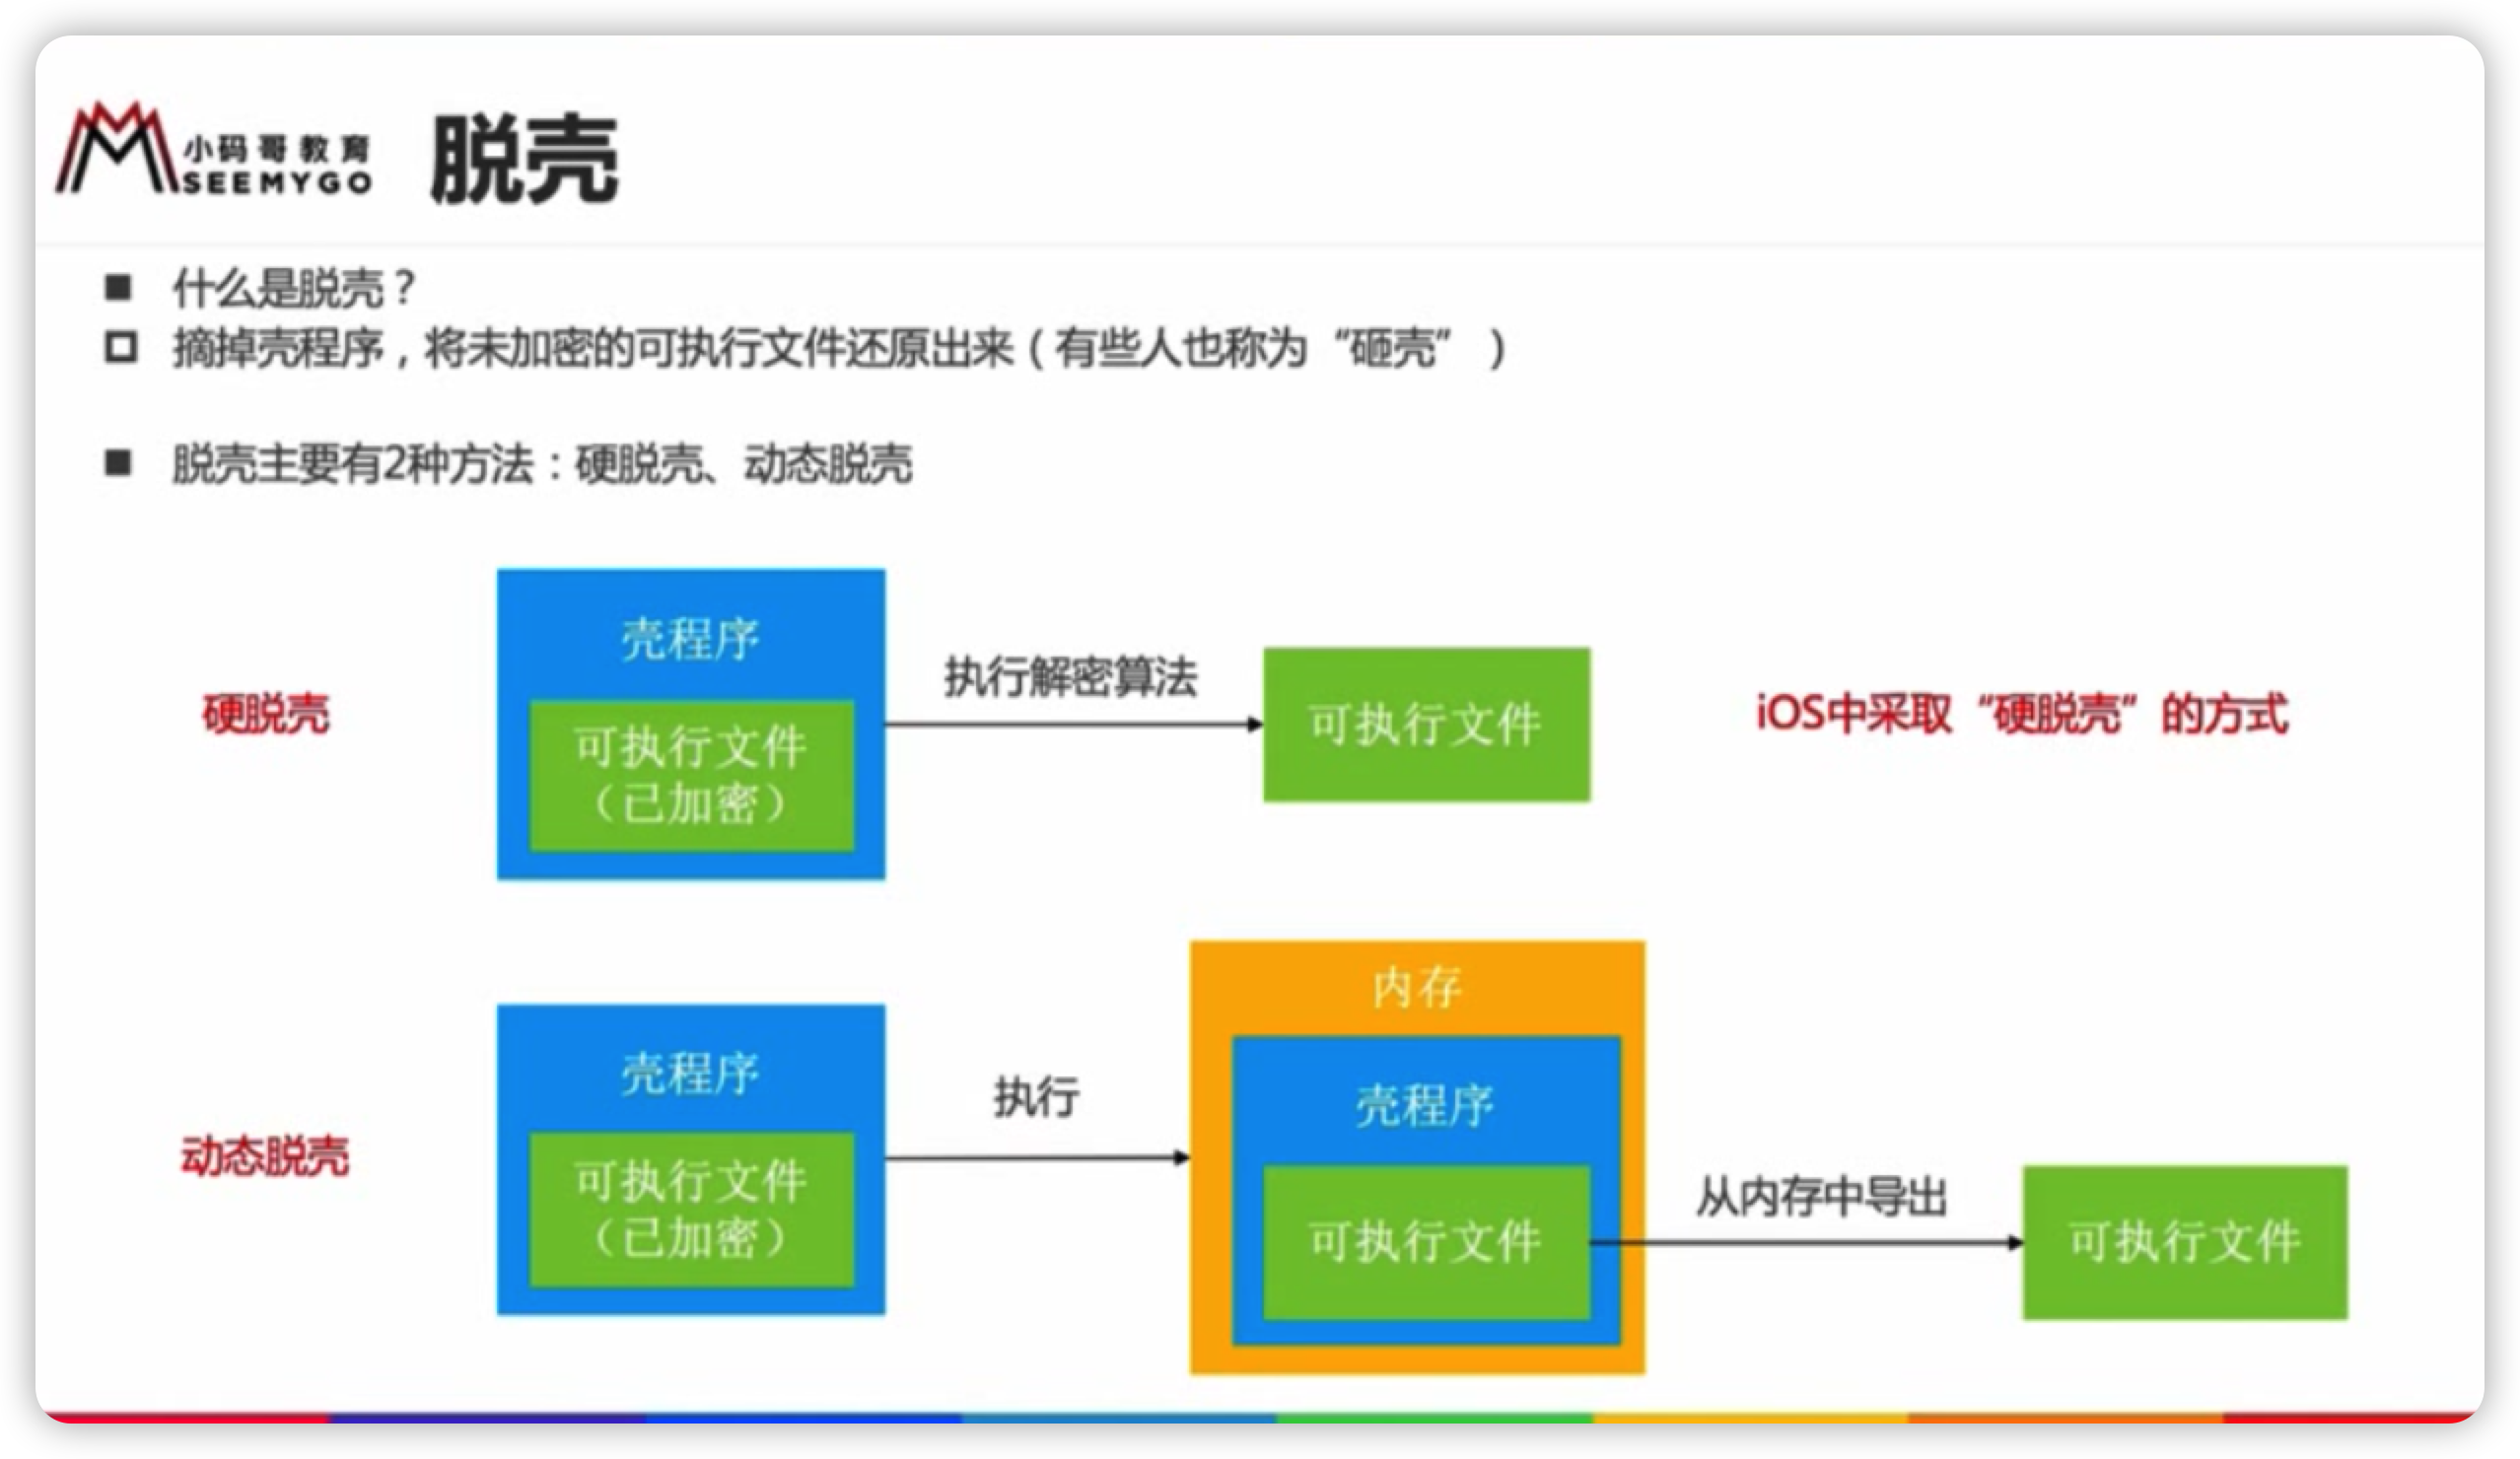 小码哥教育
SEEMYGO
脱壳
什么是脱壳？
摘掉壳程序，将未加密的可执行文件还原出来（有些人也称为“砸壳” ）
脱壳主要有2种方法：硬脱壳、动态脱壳
硬脱壳
壳程序
可执行文件
（已加密）
执行解密算法
可执行文件
iOS中采取“硬脱壳”的方式
动态脱壳
壳程序
可执行文件
（已加密）
执行
内存
壳程序
可执行文件
从内存中导出
可执行文件